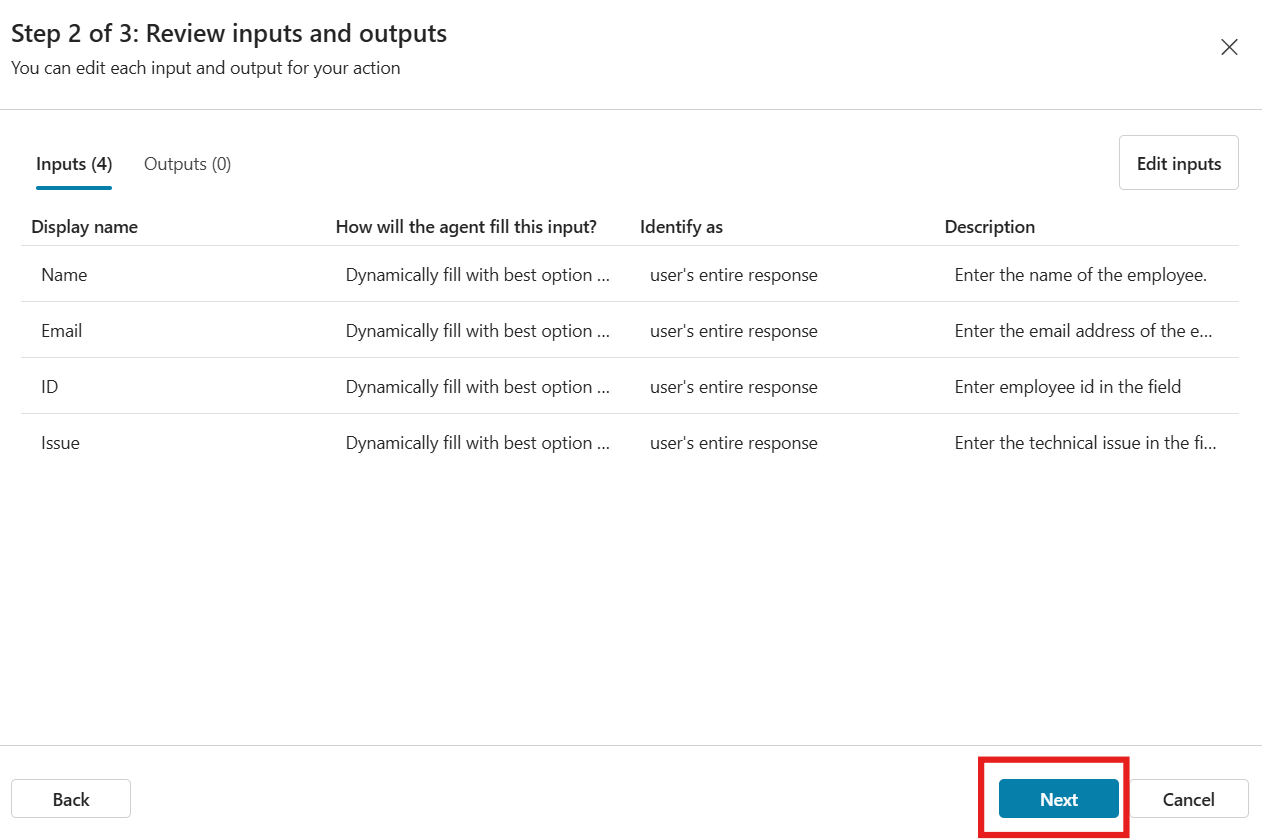 Step 2 of 3: Review inputs and outputs
You can edit each input and output for your action
Inputs (4) Outputs (0) Edit inputs
Display name How will the agent fill this input? Identify as Description
Name Dynamically fill with best option ... user's entire response Enter the name of the employee.
Email Dynamically fill with best option ... user's entire response Enter the email address of the e...
ID Dynamically fill with best option ... user's entire response Enter employee id in the field
Issue Dynamically fill with best option ... user's entire response Enter the technical issue in the fi...
Back Next Cancel